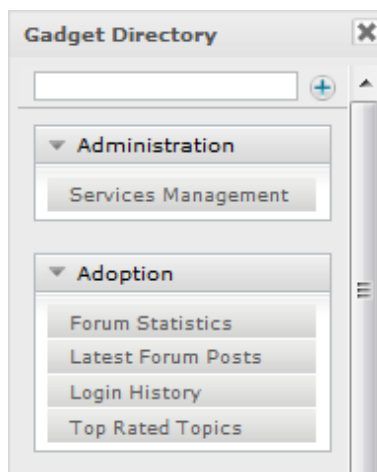 Gadget Directory
Administration
Services Management
Adoption
Forum Statistics
Latest Forum Posts
Login History
Top Rated Topics